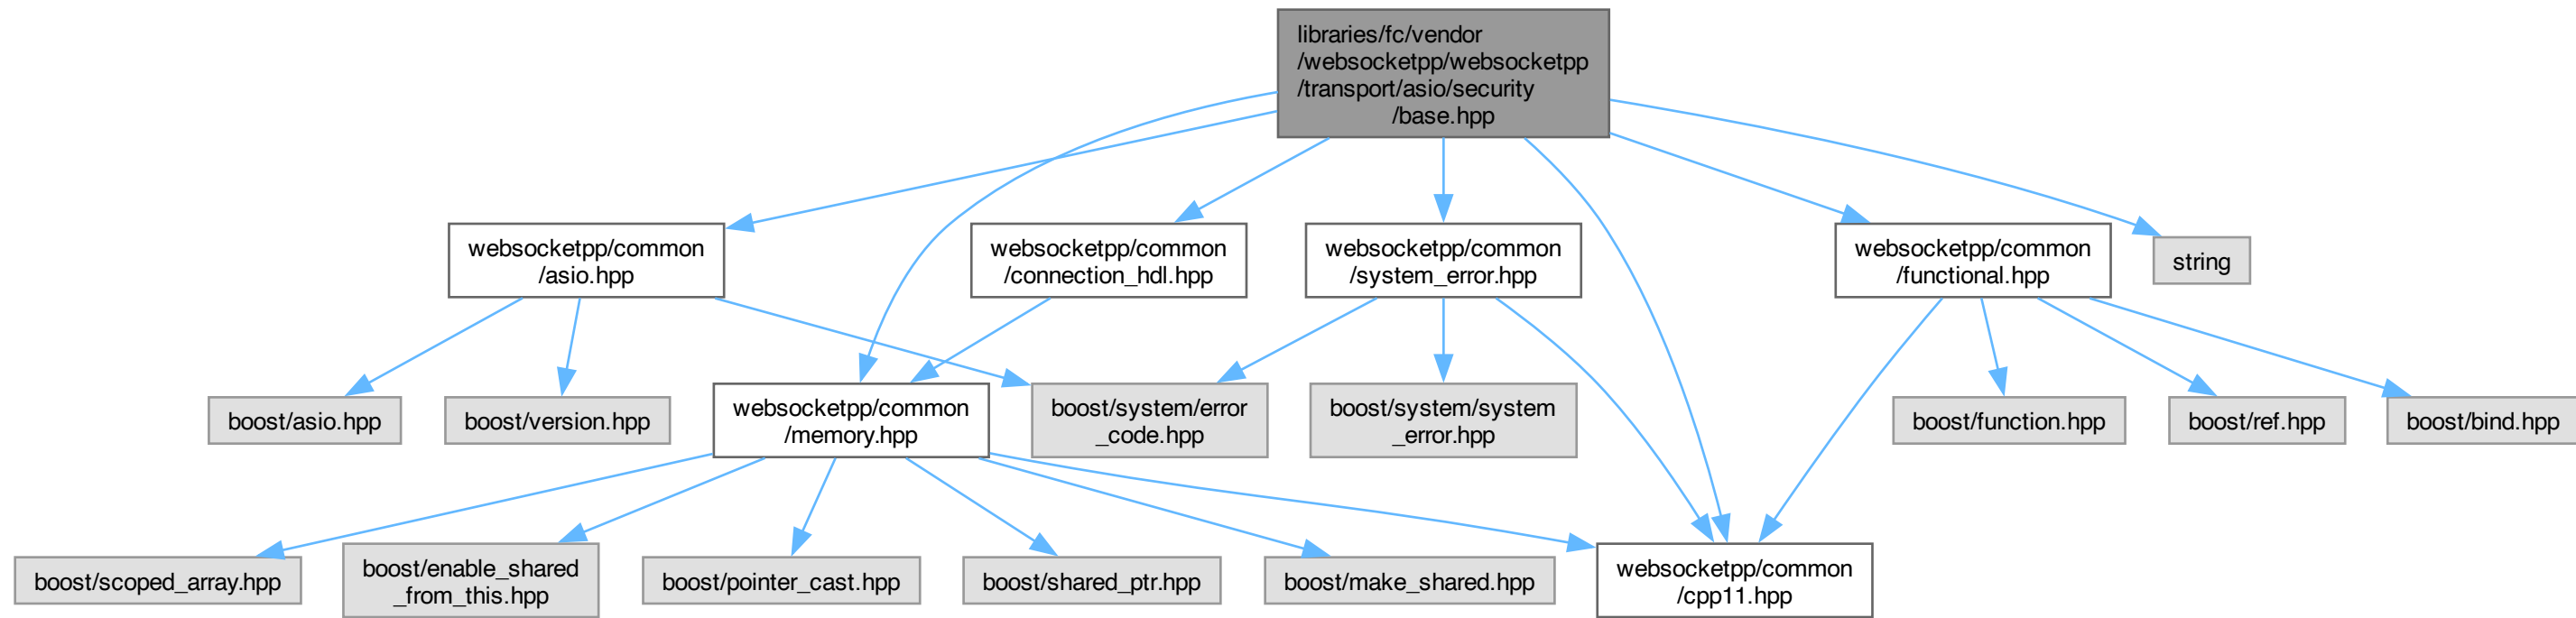 libraries/fc/vendor
/websocketpp/websocketpp
/transport/asio/security
/base.hpp
websocketpp/common
/asio.hpp
websocketpp/common
/connection_hdl.hpp
websocketpp/common
/system_error.hpp
websocketpp/common
/functional.hpp
string
boost/asio.hpp
boost/version.hpp
websocketpp/common
/memory.hpp
boost/system/error
_code.hpp
boost/system/system
_error.hpp
boost/function.hpp
boost/ref.hpp
boost/bind.hpp
boost/scoped_array.hpp
boost/enable_shared
_from_this.hpp
boost/pointer_cast.hpp
boost/shared_ptr.hpp
boost/make_shared.hpp
websocketpp/common
/cpp11.hpp